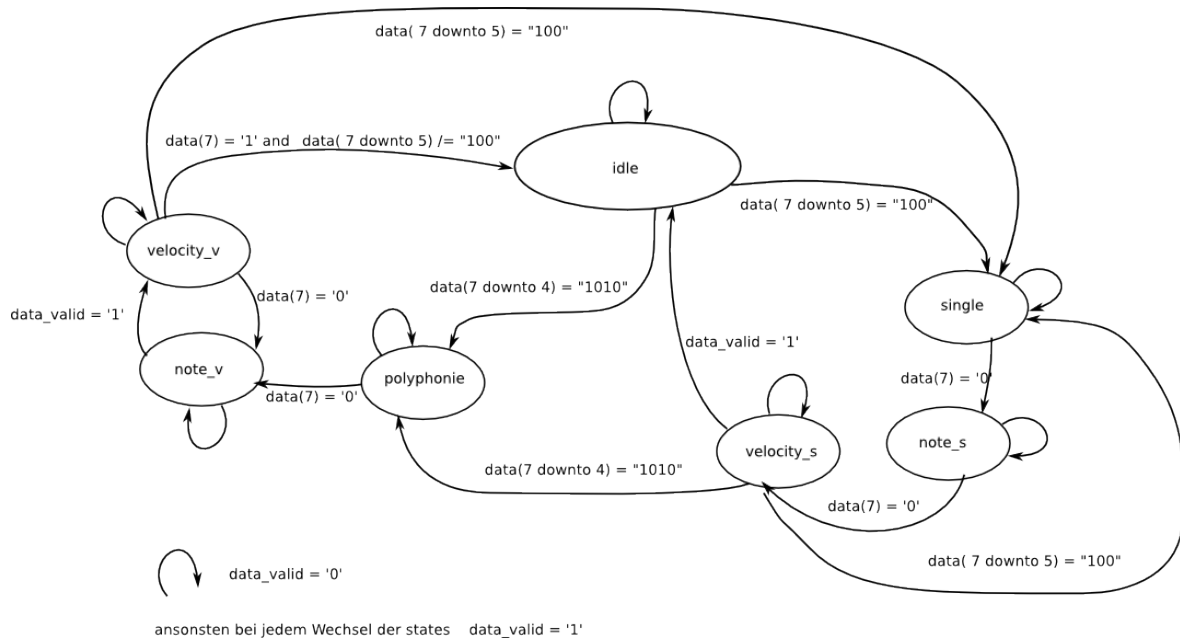 data( 7 downto 5) = "100"
data(7) = '1' and data( 7 downto 5) /= "100"
idle
data( 7 downto 5) = "100"
velocity_v
data(7) = '0'
data(7 downto 4) = "1010"
data_valid = '1'
single
data_valid = '1'
note_v
polyphonie
data(7) = '0'
data(7) = '0'
velocity_s
note_s
data(7 downto 4) = "1010"
data(7) = '0'
data( 7 downto 5) = "100"
data_valid = '0'
ansonsten bei jedem Wechsel der states data_valid = '1'